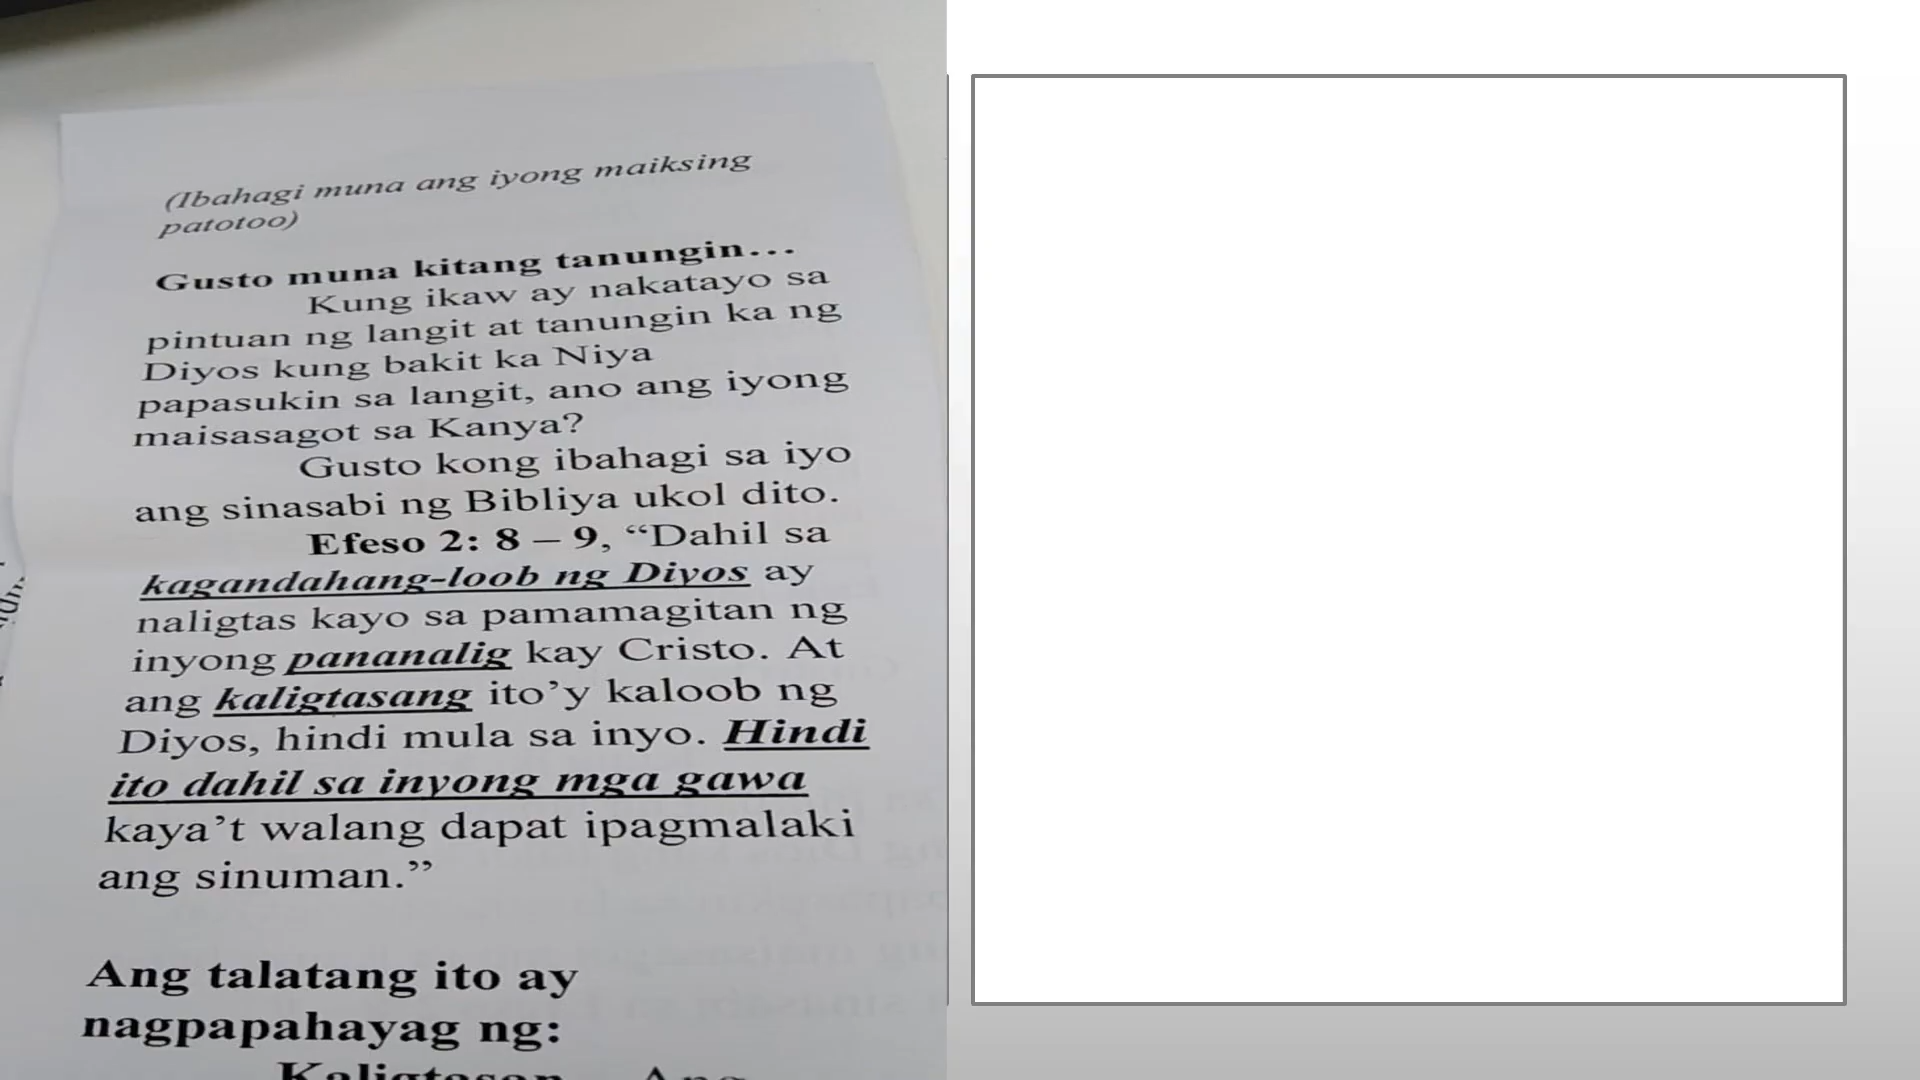 (Ibahagi muna ang iyong maiksing
patotoo)
Gusto muna kitang tanungin...
Kung ikaw ay nakatayo sa
pintuan ng langit at tanungin ka ng
Diyos kung bakit ka Niya
papasukin sa langit, ano ang iyong
maisasagot sa Kanya?
Gusto kong ibahagi sa iyo
ang sinasabi ng Bibliya ukol dito.
Efeso 2: 8 – 9, “Dahil sa
kagandahang-loob ng Diyos ay
naligtas kayo sa pamamagitan ng
inyong pananalig kay Cristo. At
ang kaligtasang ito’y kaloob ng
Diyos, hindi mula sa inyo. Hindi
ito dahil sa inyong mga gawa
kaya’t walang dapat ipagmalaki
ang sinuman.”
Ang talatang ito ay
nagpapahayag ng: